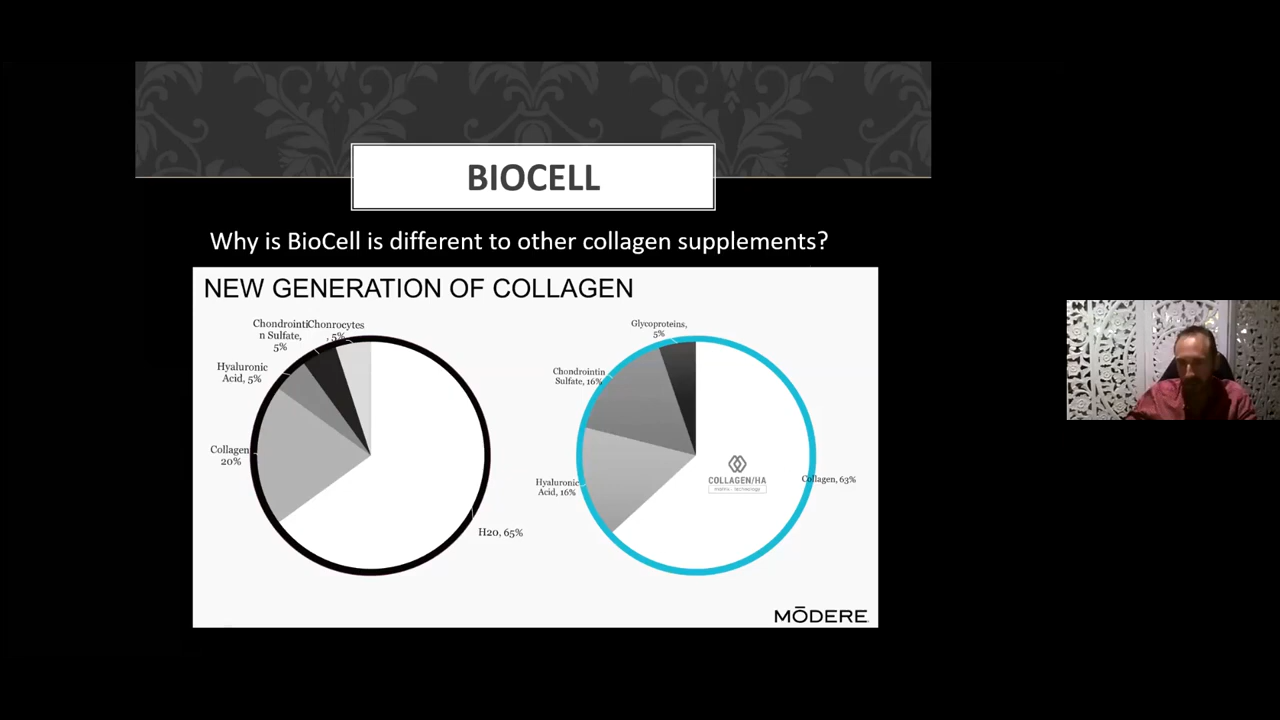 BIOCELL
Why is BioCell is different to other collagen supplements?
NEW GENERATION OF COLLAGEN
Chondrointi
n Sulfate,
5%
Chonrocytes
, 5%
Hyaluronic
Acid, 5%
Collagen
20%
H20, 65%
Glycoproteins,
5%
Chondrointin
Sulfate, 16%
Hyaluronic
Acid, 16%
COLLAGEN/HA
matrix technology
Collagen, 63%
MŌDERE